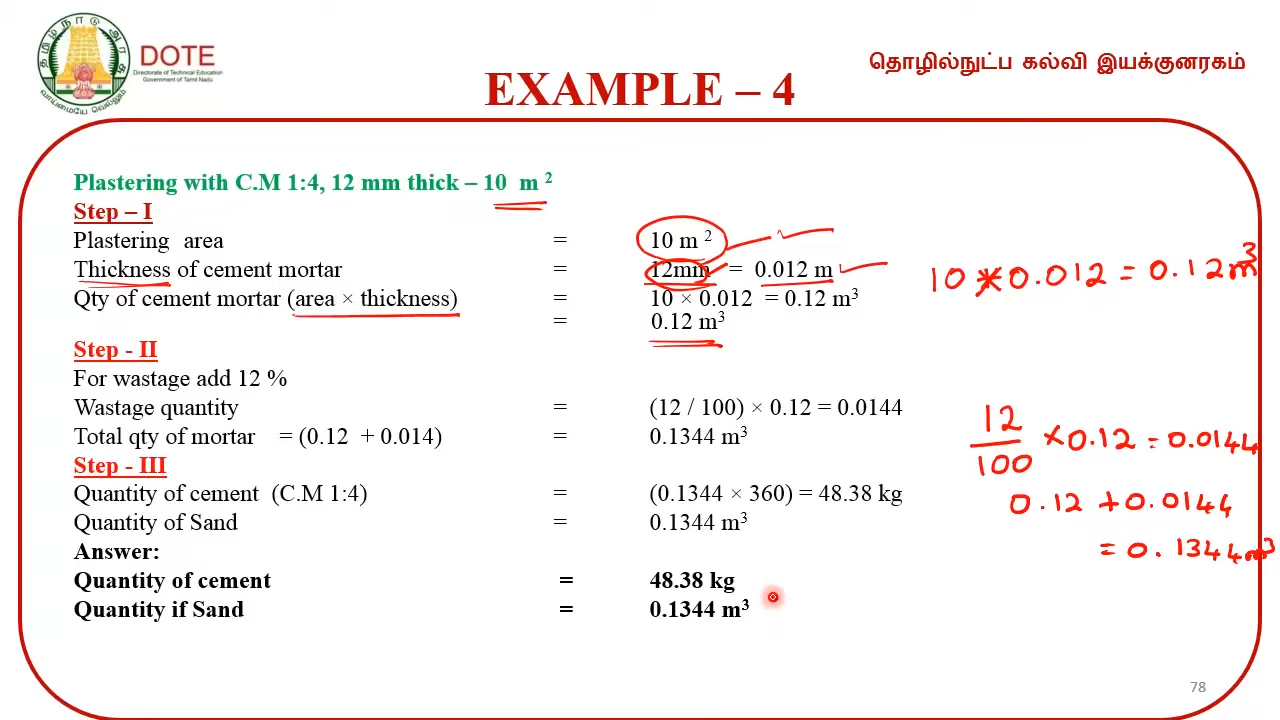 தமிழ்நாடு அரசு
வாய்மையே வெல்லும்
DOTE
Directorate of Technical Education
Government of Tamil Nadu
தொழில்நுட்ப கல்வி இயக்குனரகம்
EXAMPLE – 4
Plastering with C.M 1:4, 12 mm thick – 10 m 2
Step – I
Plastering area = 10 m 2
Thickness of cement mortar = 12mm = 0.012 m
Qty of cement mortar (area × thickness) = 10 × 0.012 = 0.12 m3
= 0.12 m3
10 * 0.012 = 0.12 m3
Step - II
For wastage add 12 %
Wastage quantity = (12 / 100) × 0.12 = 0.0144
Total qty of mortar = (0.12 + 0.014) = 0.1344 m3
12
100 × 0.12 = 0.0144
0.12 + 0.0144
= 0.1344 m3
Step - III
Quantity of cement (C.M 1:4) = (0.1344 × 360) = 48.38 kg
Quantity of Sand = 0.1344 m3
Answer:
Quantity of cement = 48.38 kg
Quantity if Sand = 0.1344 m3
78